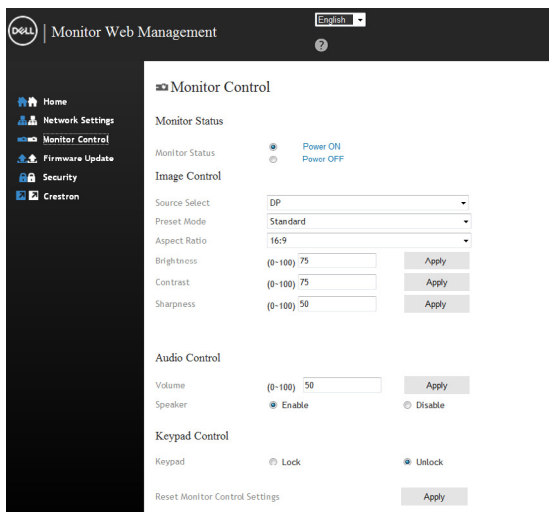 English
DELL | Monitor Web Management
?
Home
Network Settings
Monitor Control
Firmware Update
Security
Crestron
Monitor Control
Monitor Status
Monitor Status Power ON
Power OFF
Image Control
Source Select DP
Preset Mode Standard
Aspect Ratio 16:9
Brightness (0~100) 75 Apply
Contrast (0~100) 75 Apply
Sharpness (0~100) 50 Apply
Audio Control
Volume (0~100) 50 Apply
Speaker Enable Disable
Keypad Control
Keypad Lock Unlock
Reset Monitor Control Settings Apply